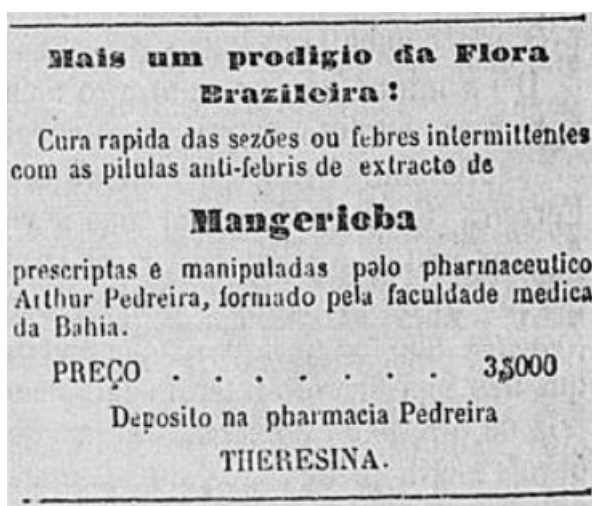 Mais um prodigio da Flora
Brazileira !
Cura rapida das sezões ou febres intermittentes
com as pilulas anti-febris de extracto de
Mangerioba
prescriptas e manipuladas pelo pharmaceutico
Arthur Pedreira, formado pela faculdade medica
da Bahia.
PREÇO . . . . . . . 3$000
Deposito na pharmacia Pedreira
THERESINA.